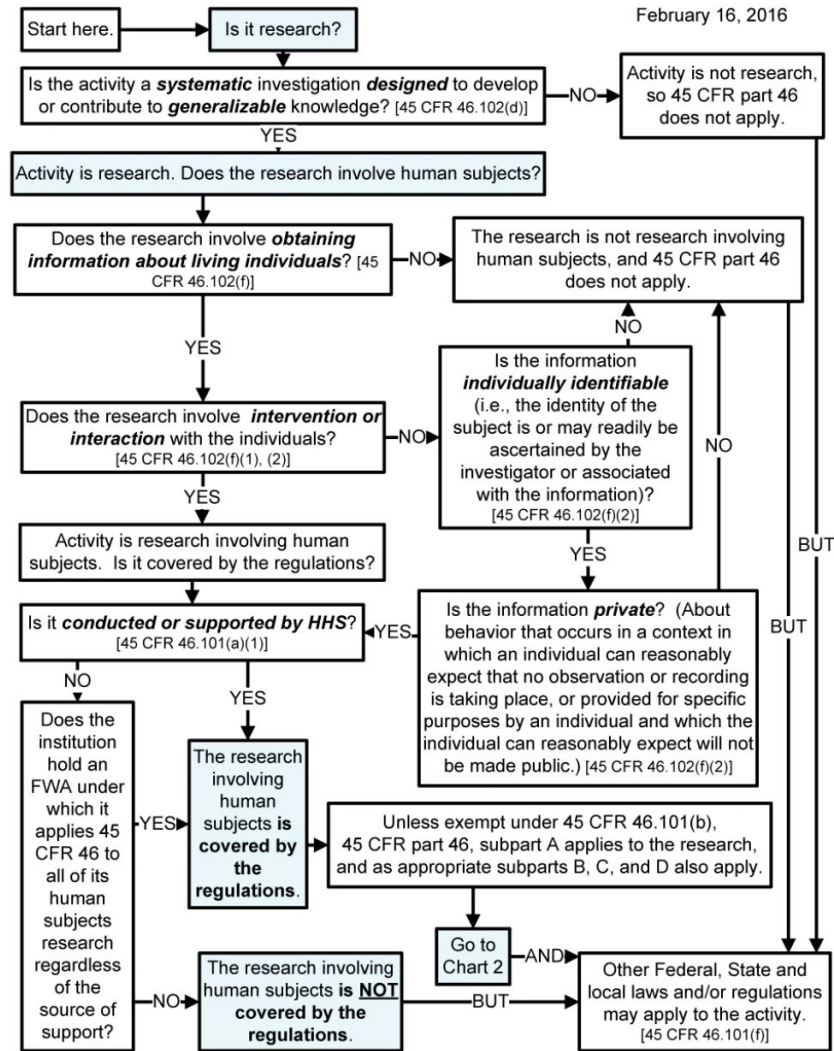 February 16, 2016
Start here.
Is it research?
Is the activity a systematic investigation designed to develop
or contribute to generalizable knowledge? [45 CFR 46.102(d)]
NO
Activity is not research,
so 45 CFR part 46
does not apply.
YES
Activity is research. Does the research involve human subjects?
Does the research involve obtaining
information about living individuals? [45
CFR 46.102(f)]
NO
The research is not research involving
human subjects, and 45 CFR part 46
does not apply.
YES
NO
Is the information
individually identifiable
(i.e., the identity of the
subject is or may readily be
ascertained by the
investigator or associated
with the information)?
[45 CFR 46.102(f)(2)]
NO
Does the research involve intervention or
interaction with the individuals?
[45 CFR 46.102(f)(1), (2)]
NO
YES
YES
BUT
Activity is research involving human
subjects. Is it covered by the regulations?
Is it conducted or supported by HHS?
[45 CFR 46.101(a)(1)]
YES
Is the information private? (About
behavior that occurs in a context in
which an individual can reasonably
expect that no observation or recording
is taking place, or provided for specific
purposes by an individual and which the
individual can reasonably expect will not
be made public.) [45 CFR 46.102(f)(2)]
BUT
NO
YES
Does the
institution hold
an FWA under
which it
applies 45
CFR 46 to
all of its
human
subjects
research
regardless
of the
source of
support?
YES
The research
involving
human
subjects is
covered by
the
regulations.
Unless exempt under 45 CFR 46.101(b),
45 CFR part 46, subpart A applies to the research,
and as appropriate subparts B, C, and D also apply.
Go to
Chart 2
AND
NO
The research involving
human subjects is NOT
covered by the
regulations.
BUT
Other Federal, State and
local laws and/or regulations
may apply to the activity.
[45 CFR 46.101(f)]